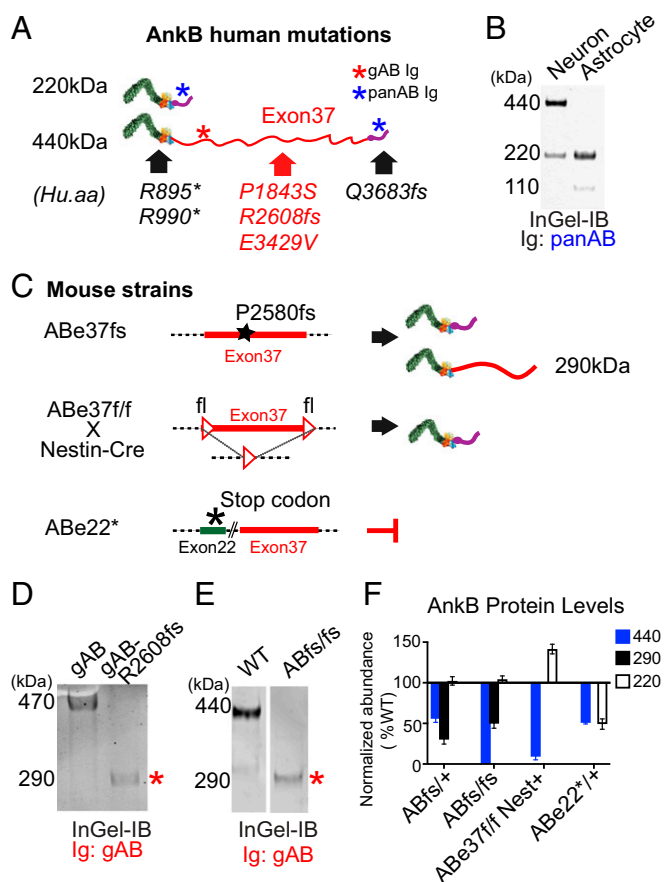 A
AnkB human mutations
220kDa
* gAB Ig
* panAB Ig
Exon37
440kDa
(Hu.aa)
R895*
R990*
P1843S
R2608fs
E3429V
Q3683fs
B
Neuron
Astrocyte
(kDa)
440
220
110
InGel-IB
Ig: panAB
C
Mouse strains
ABe37fs
P2580fs
Exon37
290kDa
ABe37f/f
X
Nestin-Cre
fl
Exon37
fl
ABe22*
Stop codon
*
Exon22
//
Exon37
D
gAB
gAB-
R2608fs
(kDa)
470
290
*
InGel-IB
Ig: gAB
E
WT
ABfs/fs
(kDa)
440
290
*
InGel-IB
Ig: gAB
F
AnkB Protein Levels
Normalized abundance
( %WT)
150
100
50
0
440
290
220
ABfs/+
ABfs/fs
ABe37f/f Nest+
ABe22*/+